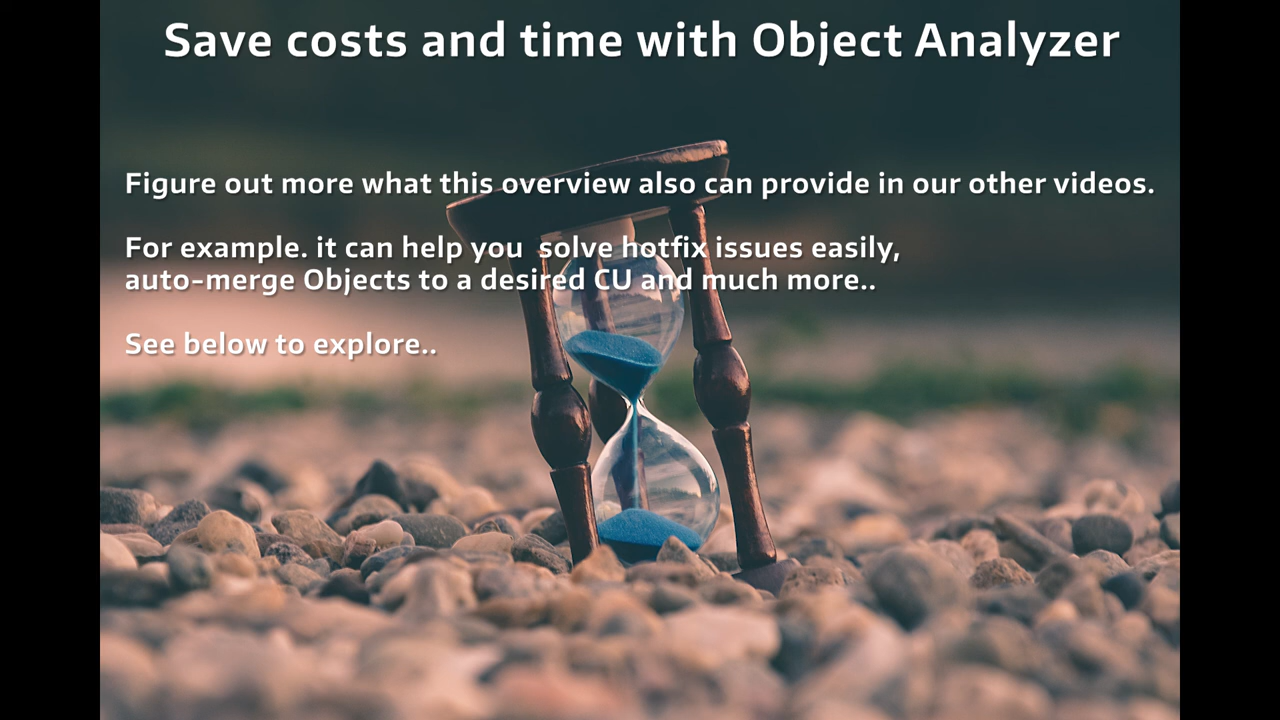 Save costs and time with Object Analyzer
Figure out more what this overview also can provide in our other videos.
For example. it can help you  solve hotfix issues easily,
auto-merge Objects to a desired CU and much more..
See below to explore..